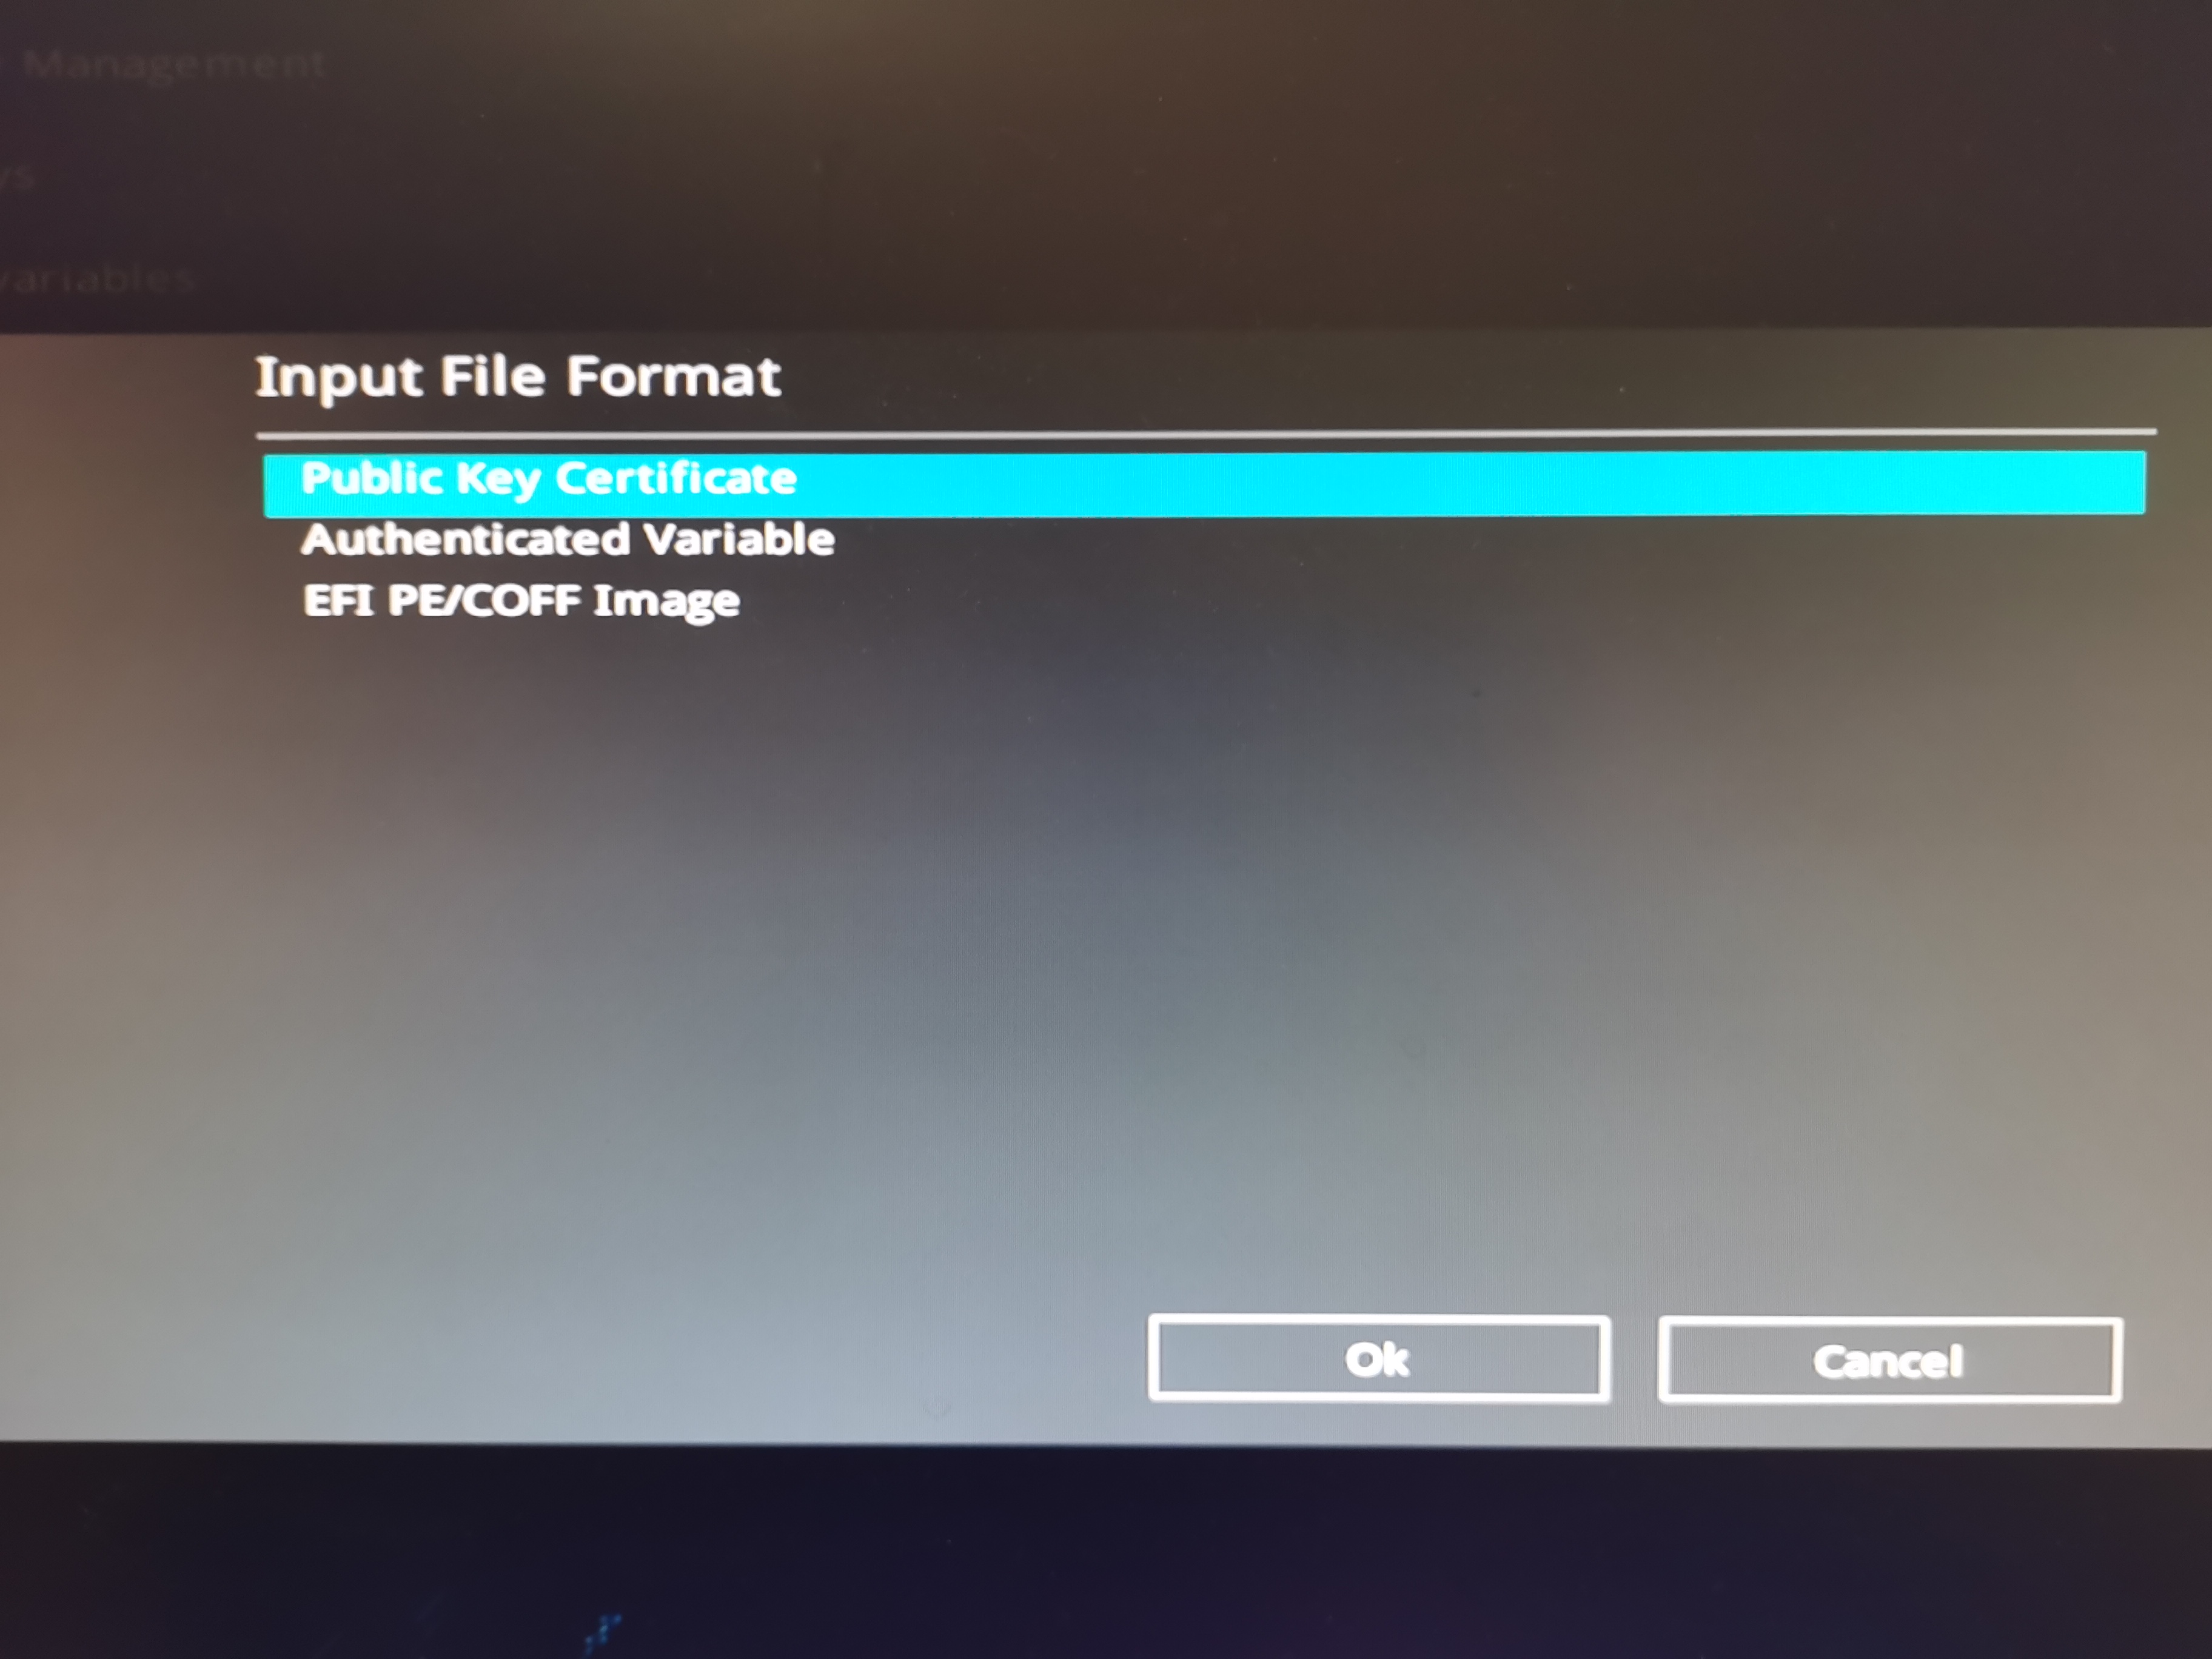 Management
ys
variables
Input File Format
Public Key Certificate
Authenticated Variable
EFI PE/COFF Image
Ok Cancel